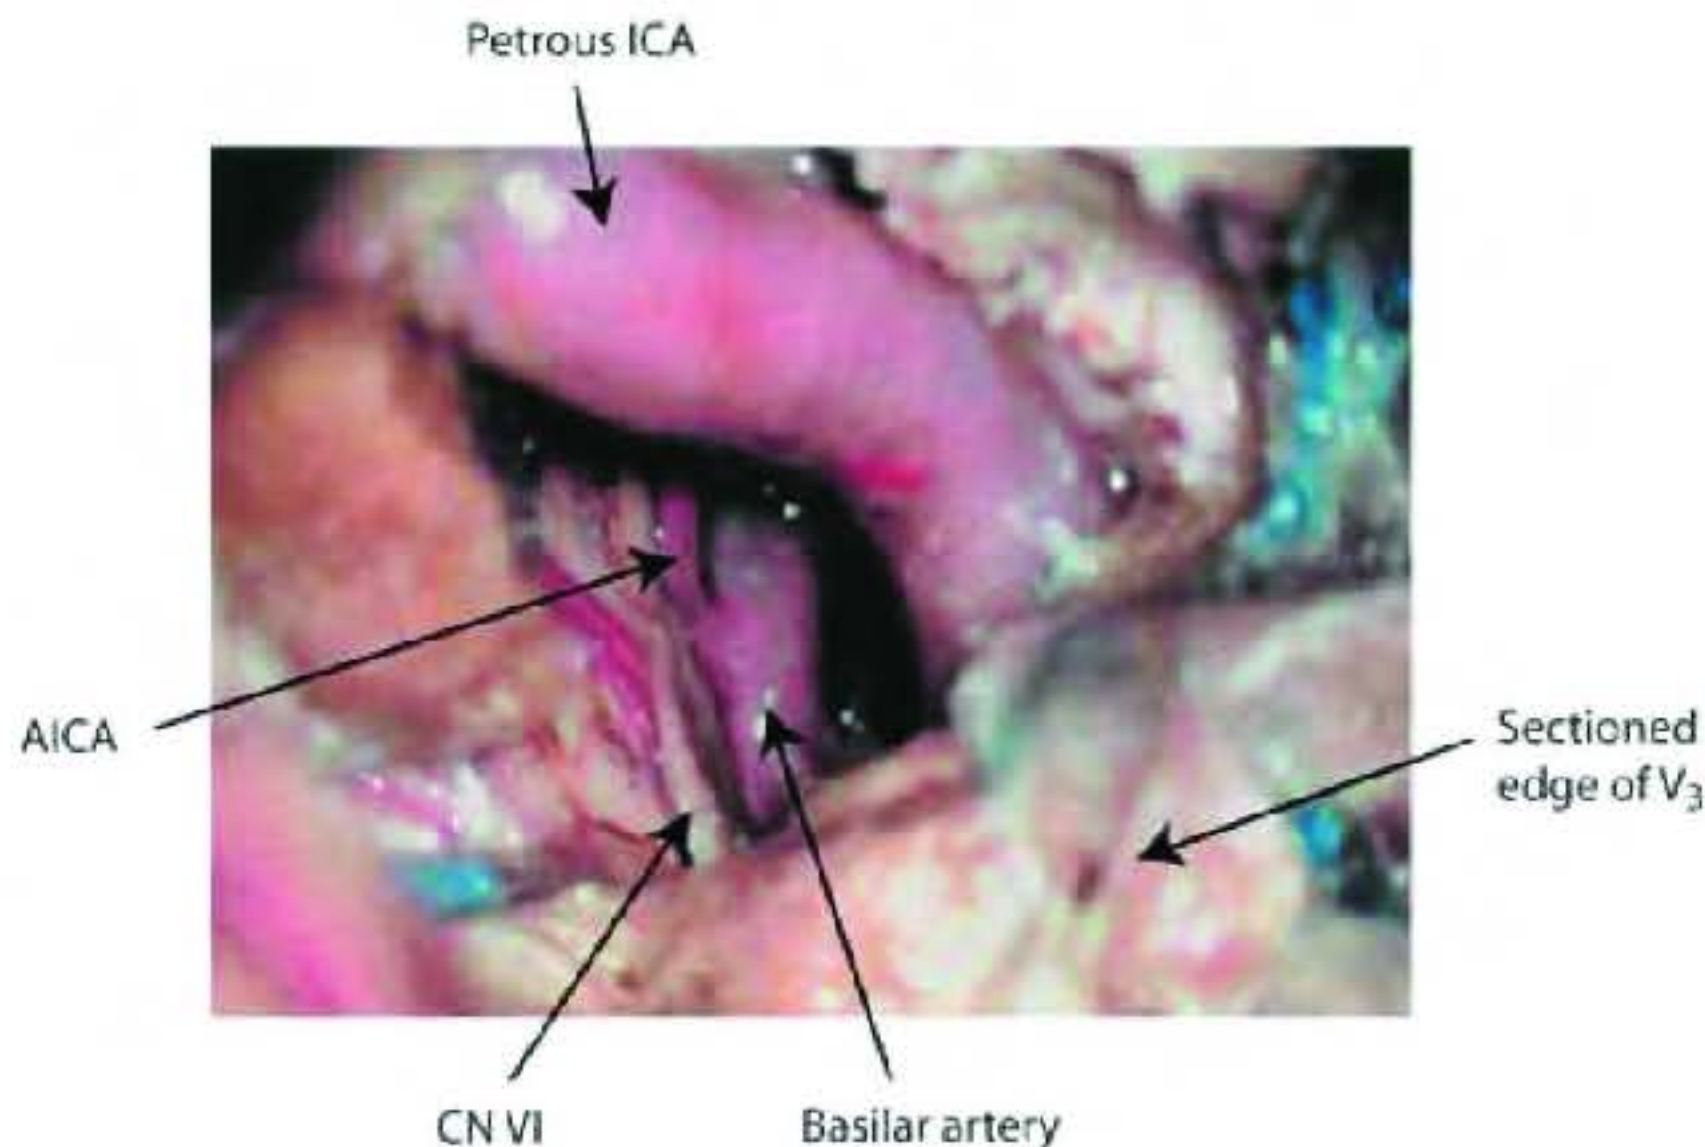 Petrous ICA
AICA
Sectioned
edge of V₃
CN VI
Basilar artery